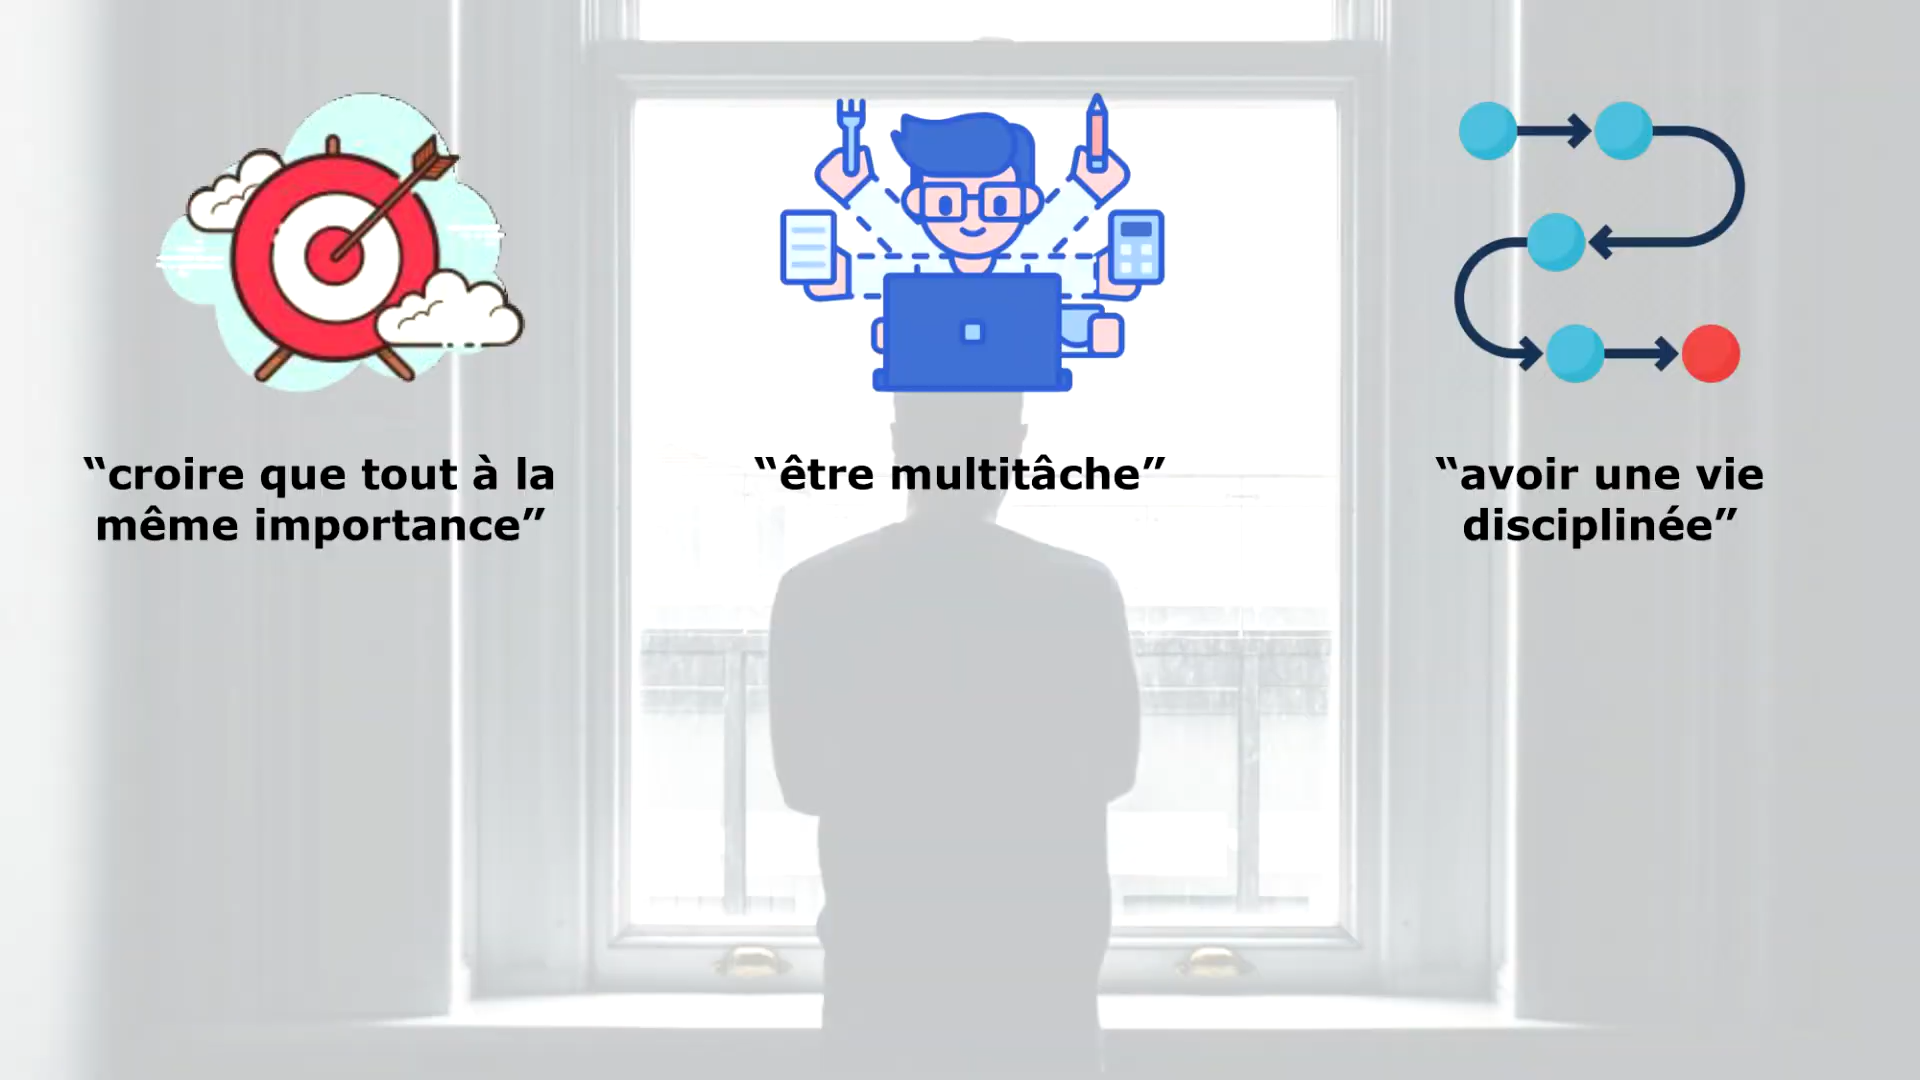 “croire que tout à la
même importance”
“être multitâche”
“avoir une vie
disciplinée”